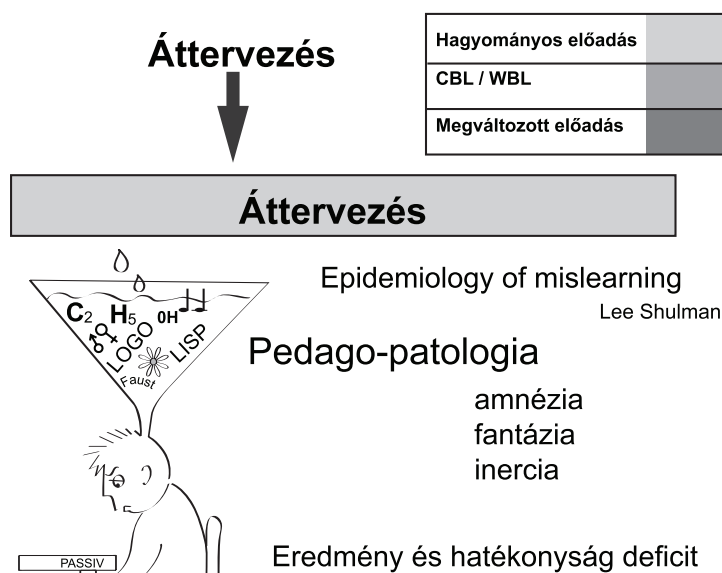 Áttervezés
Hagyományos előadás
CBL / WBL
Megváltozott előadás
Áttervezés
Epidemiology of mislearning
Lee Shulman
C2 H5 0H
LOGO
LISP
Faust
Pedago-patologia
amnézia
fantázia
inercia
PASSIV
Eredmény és hatékonyság deficit